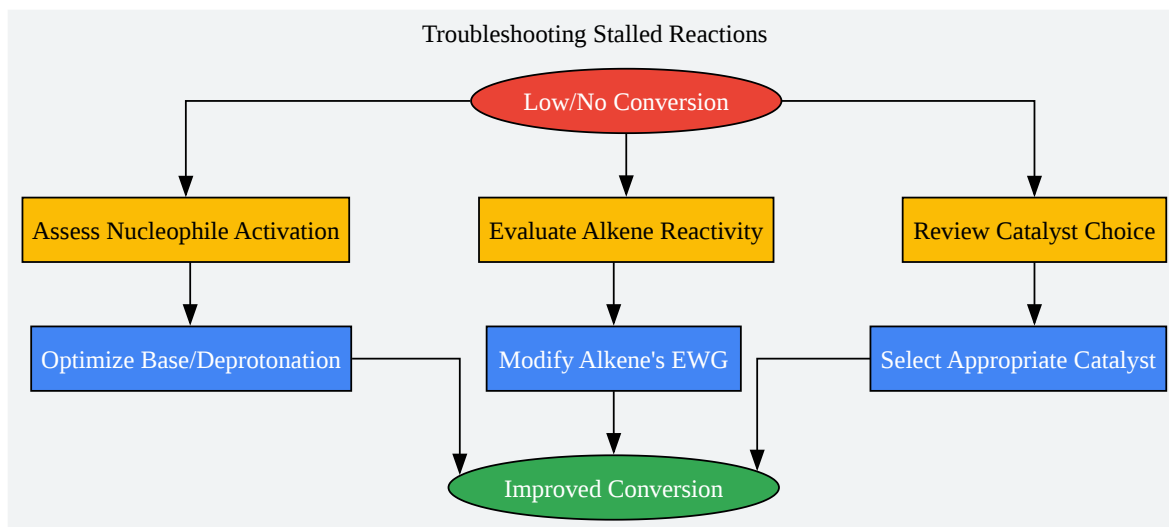 Troubleshooting Stalled Reactions
Low/No Conversion
Assess Nucleophile Activation
Evaluate Alkene Reactivity
Review Catalyst Choice
Optimize Base/Deprotonation
Modify Alkene's EWG
Select Appropriate Catalyst
Improved Conversion